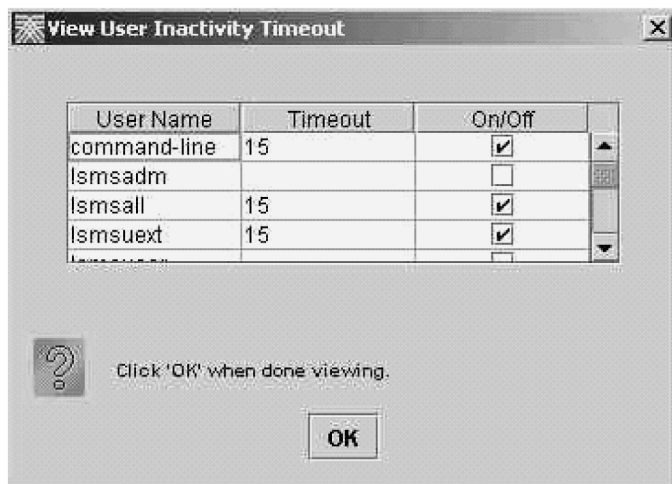 View User Inactivity Timeout
User Name Timeout On/Off
command-line 15
lsmsadm
lsmsall 15
lsmsuext 15
Click 'OK' when done viewing.
OK